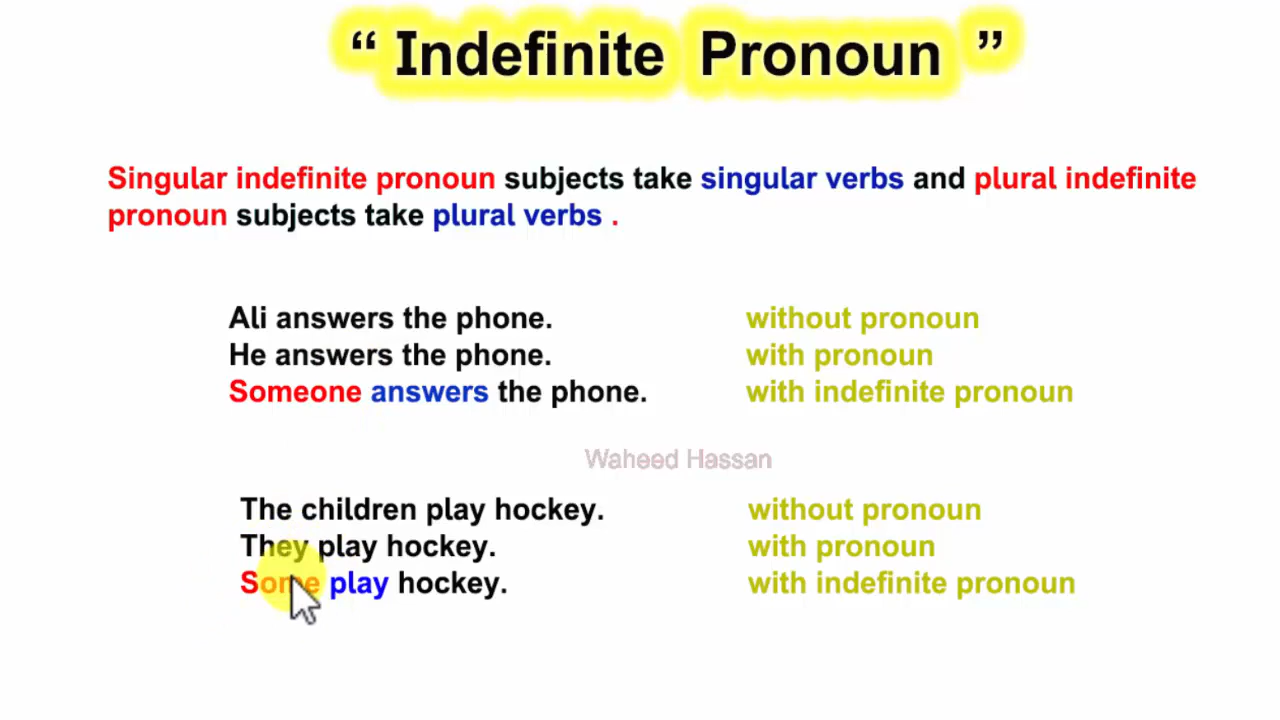 “ Indefinite Pronoun ”
Singular indefinite pronoun subjects take singular verbs and plural indefinite
pronoun subjects take plural verbs .
Ali answers the phone. without pronoun
He answers the phone. with pronoun
Someone answers the phone. with indefinite pronoun
Waheed Hassan
The children play hockey. without pronoun
They play hockey. with pronoun
Some play hockey. with indefinite pronoun